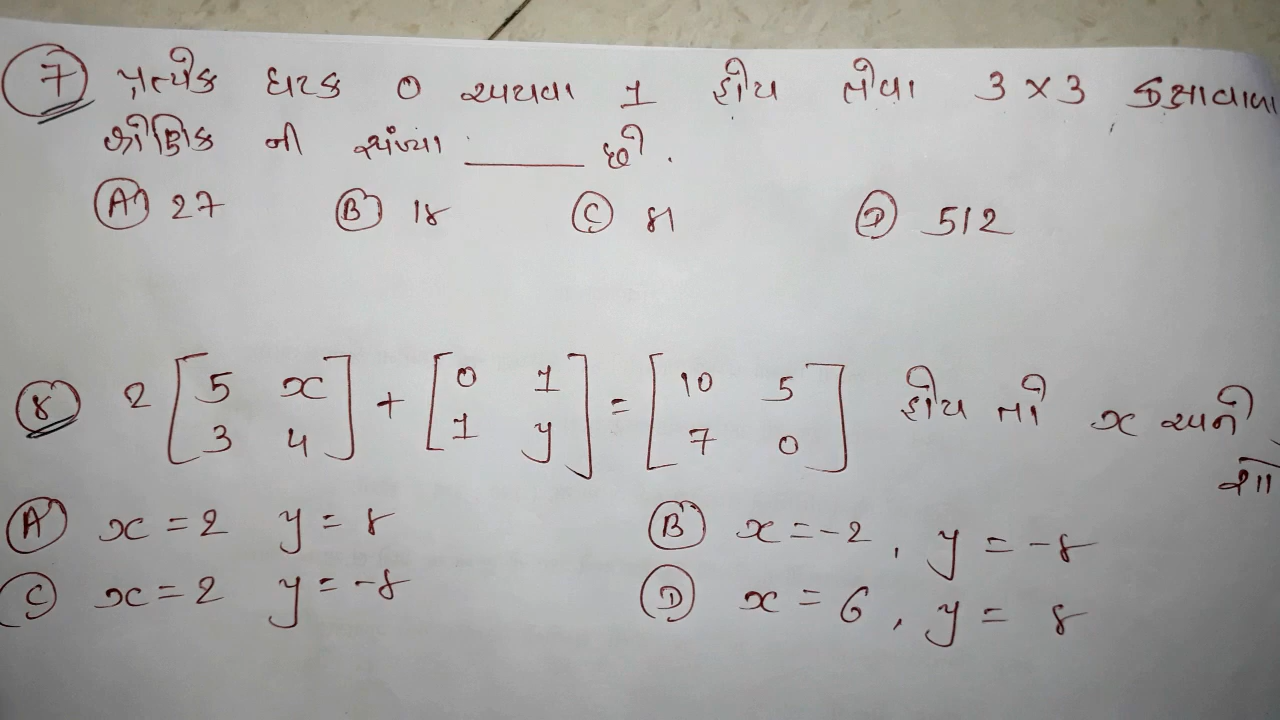 7 પ્રત્યેક ઘટક 0 અથવા 1 હોય તેવા 3 × 3 કક્ષાવાળા
શ્રેણિક ની સંખ્યા ______ છે.
(A) 27 (B) 18 (C) 81 (D) 512
8 2 [5 x] + [0 1] = [10 5] હોય તો x અને
[3 4] [1 y] [7 0]
(A) x = 2 y = 8 (B) x = -2, y = -8
(C) x = 2 y = -8 (D) x = 6, y = 8